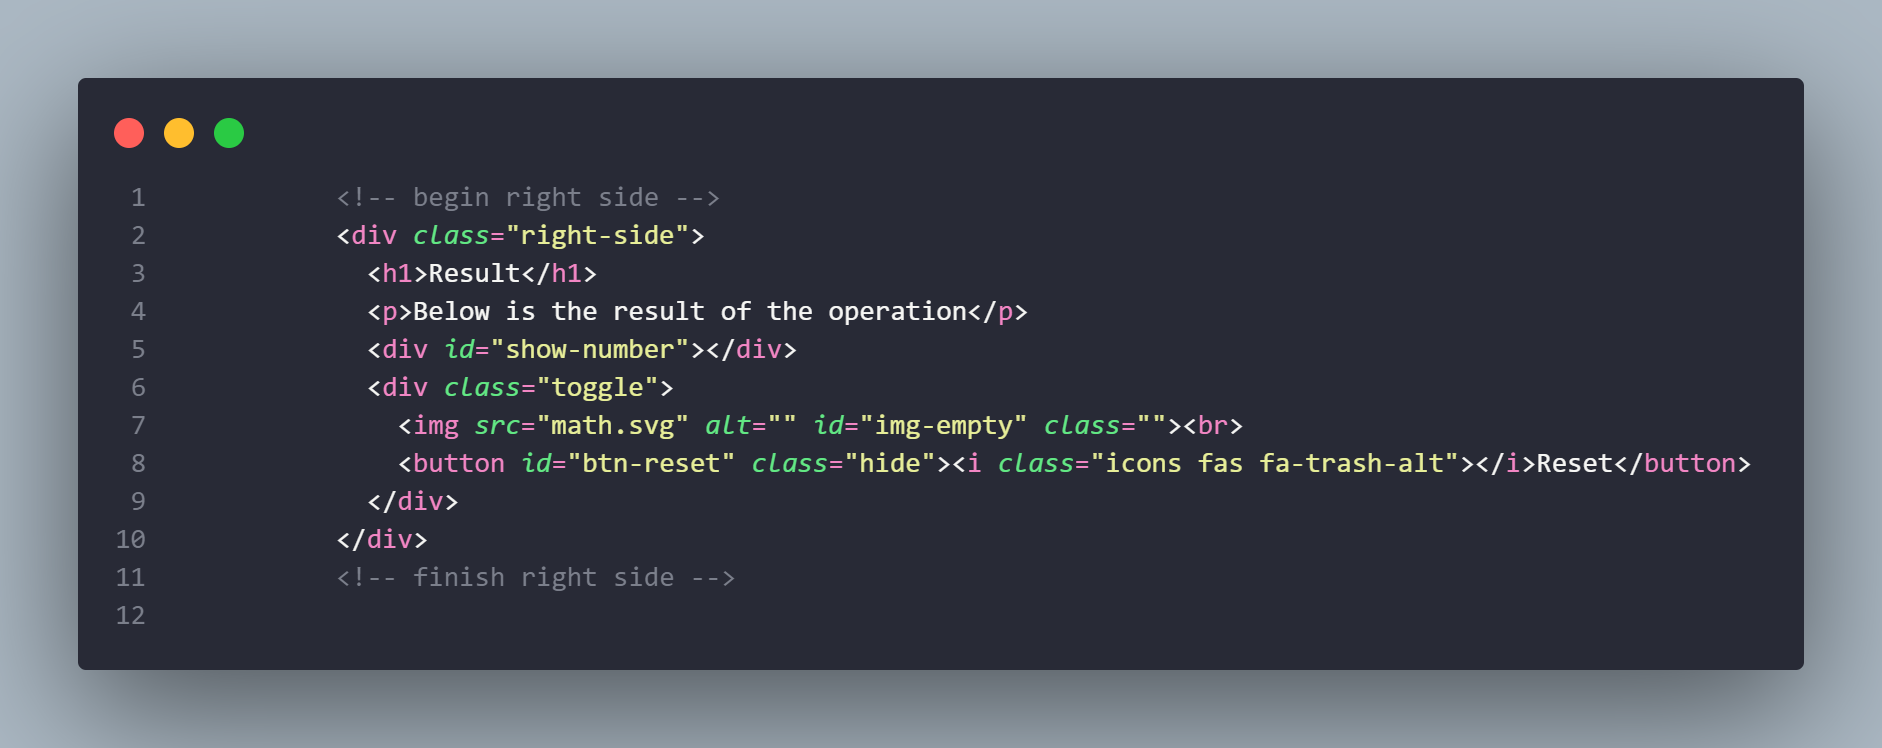 1 <!-- begin right side -->
2 <div class="right-side">
3 <h1>Result</h1>
4 <p>Below is the result of the operation</p>
5 <div id="show-number"></div>
6 <div class="toggle">
7 <img src="math.svg" alt="" id="img-empty" class=""><br>
8 <button id="btn-reset" class="hide"><i class="icons fas fa-trash-alt"></i>Reset</button>
9 </div>
10 </div>
11 <!-- finish right side -->
12